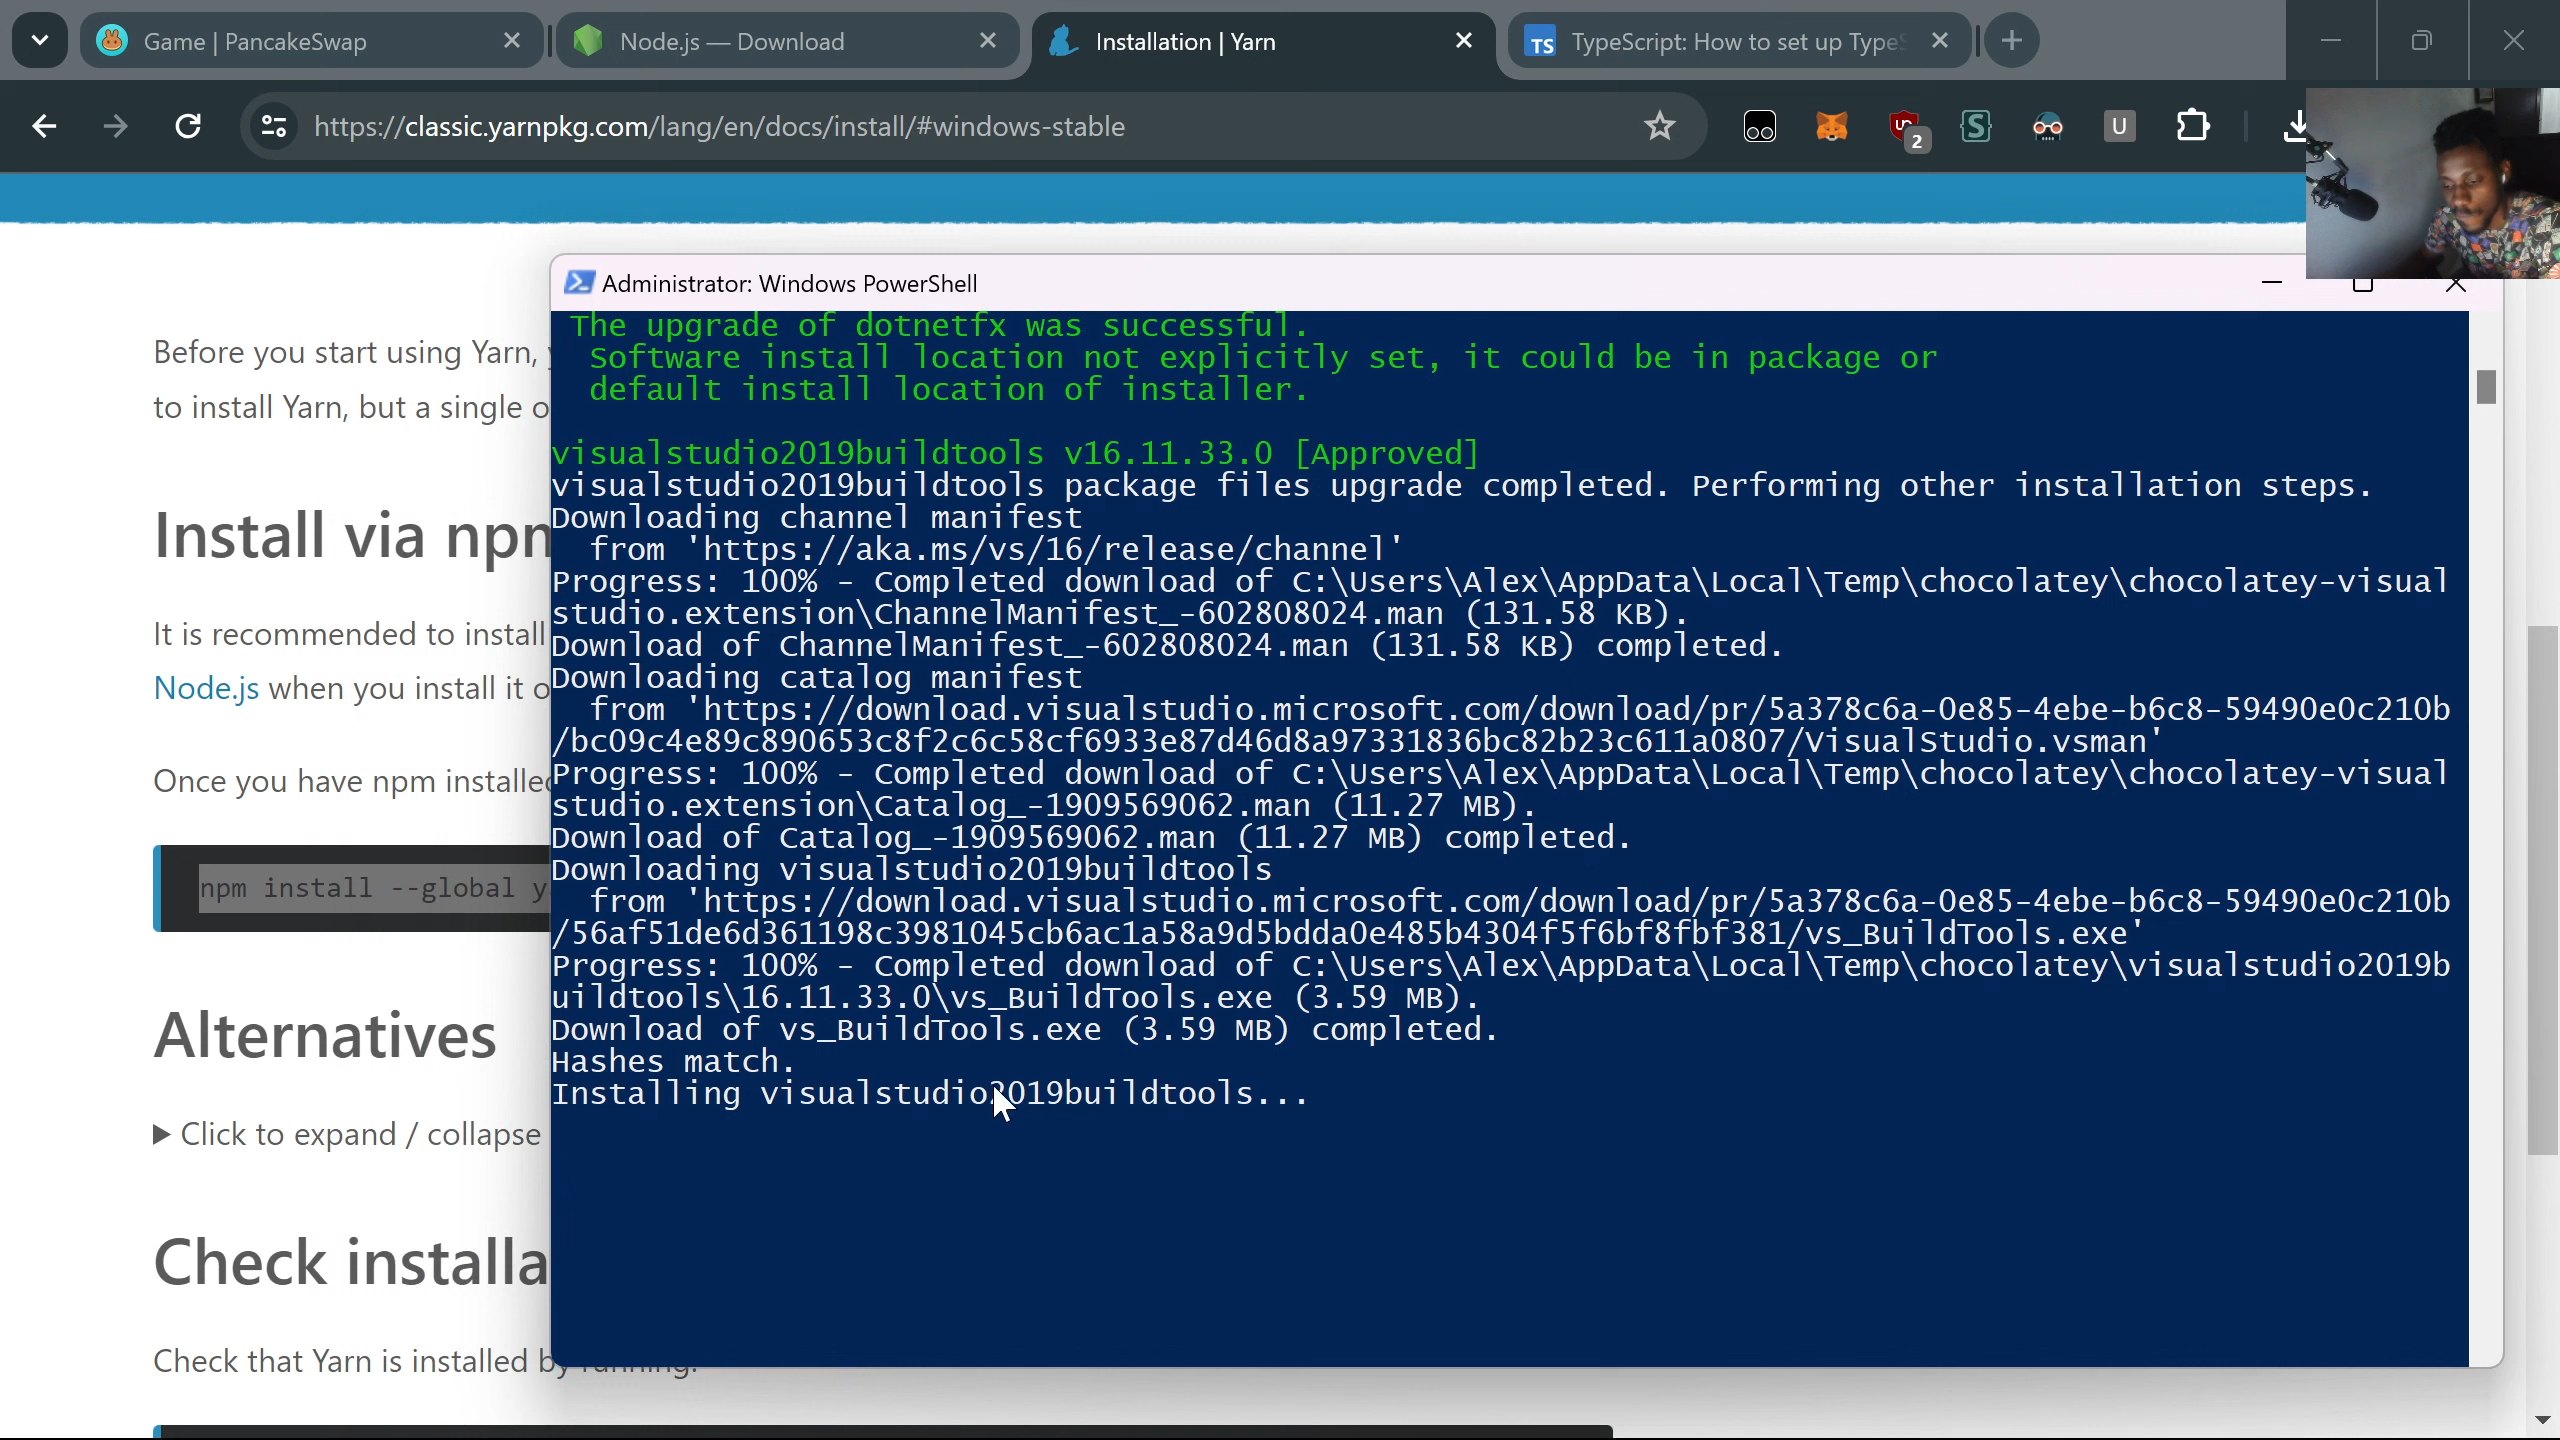 Game | PancakeSwap
Node.js — Download
Installation | Yarn
TS TypeScript: How to set up Types
https://classic.yarnpkg.com/lang/en/docs/install/#windows-stable
2
U
Before you start using Yarn,
to install Yarn, but a single
Install via npm
It is recommended to install
Node.js when you install it
Once you have npm installed
npm install --global y
Alternatives
Click to expand / collapse
Check installa
Check that Yarn is installed by running:
Administrator: Windows PowerShell
The upgrade of dotnetfx was successful.
Software install location not explicitly set, it could be in package or
default install location of installer.
visualstudio2019buildtools v16.11.33.0 [Approved]
visualstudio2019buildtools package files upgrade completed. Performing other installation steps.
Downloading channel manifest
from 'https://aka.ms/vs/16/release/channel'
Progress: 100% - Completed download of C:\Users\Alex\AppData\Local\Temp\chocolatey\chocolatey-visual
studio.extension\ChannelManifest_-602808024.man (131.58 KB).
Download of ChannelManifest_-602808024.man (131.58 KB) completed.
Downloading catalog manifest
from 'https://download.visualstudio.microsoft.com/download/pr/5a378c6a-0e85-4ebe-b6c8-59490e0c210b
/bc09c4e89c890653c8f2c6c58cf6933e87d46d8a97331836bc82b23c611a0807/VisualStudio.vsman'
Progress: 100% - Completed download of C:\Users\Alex\AppData\Local\Temp\chocolatey\chocolatey-visual
studio.extension\Catalog_-1909569062.man (11.27 MB).
Download of Catalog_-1909569062.man (11.27 MB) completed.
Downloading visualstudio2019buildtools
from 'https://download.visualstudio.microsoft.com/download/pr/5a378c6a-0e85-4ebe-b6c8-59490e0c210b
/56af51de6d361198c3981045cb6ac1a58a9d5bdda0e485b4304f5f6bf8fbf381/vs_BuildTools.exe'
Progress: 100% - Completed download of C:\Users\Alex\AppData\Local\Temp\chocolatey\visualstudio2019b
uildtools\16.11.33.0\vs_BuildTools.exe (3.59 MB).
Download of vs_BuildTools.exe (3.59 MB) completed.
Hashes match.
Installing visualstudio2019buildtools...